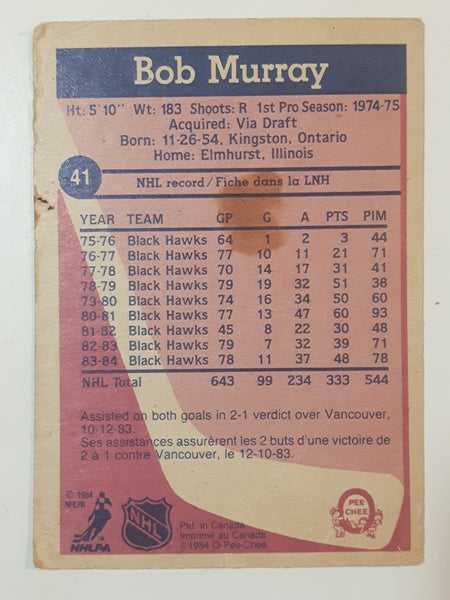 Bob Murray
Ht: 5'10" Wt: 183 Shoots: R 1st Pro Season: 1974-75
Acquired: Via Draft
Born: 11-26-54, Kingston, Ontario
Home: Elmhurst, Illinois
41 NHL record/Fiche dans la LNH
YEAR TEAM GP G A PTS PIM
75-76 Black Hawks 64 1 2 3 44
76-77 Black Hawks 77 10 11 21 71
77-78 Black Hawks 70 14 17 31 41
78-79 Black Hawks 79 19 32 51 38
79-80 Black Hawks 74 16 34 50 60
80-81 Black Hawks 77 13 47 60 93
81-82 Black Hawks 45 8 22 30 48
82-83 Black Hawks 79 7 32 39 71
83-84 Black Hawks 78 11 37 48 78
NHL Total 643 99 234 333 544
Assisted on both goals in 2-1 verdict over Vancouver,
10-12-83.
Ses assistances assurèrent les 2 buts d'une victoire de
2 à 1 contre Vancouver, le 12-10-83.
© 1984
NHLPA
NHLPA
NHL
Ptd. in Canada
Imprimé au Canada
© 1984 O-Pee-Chee
O
PEE
CHEE